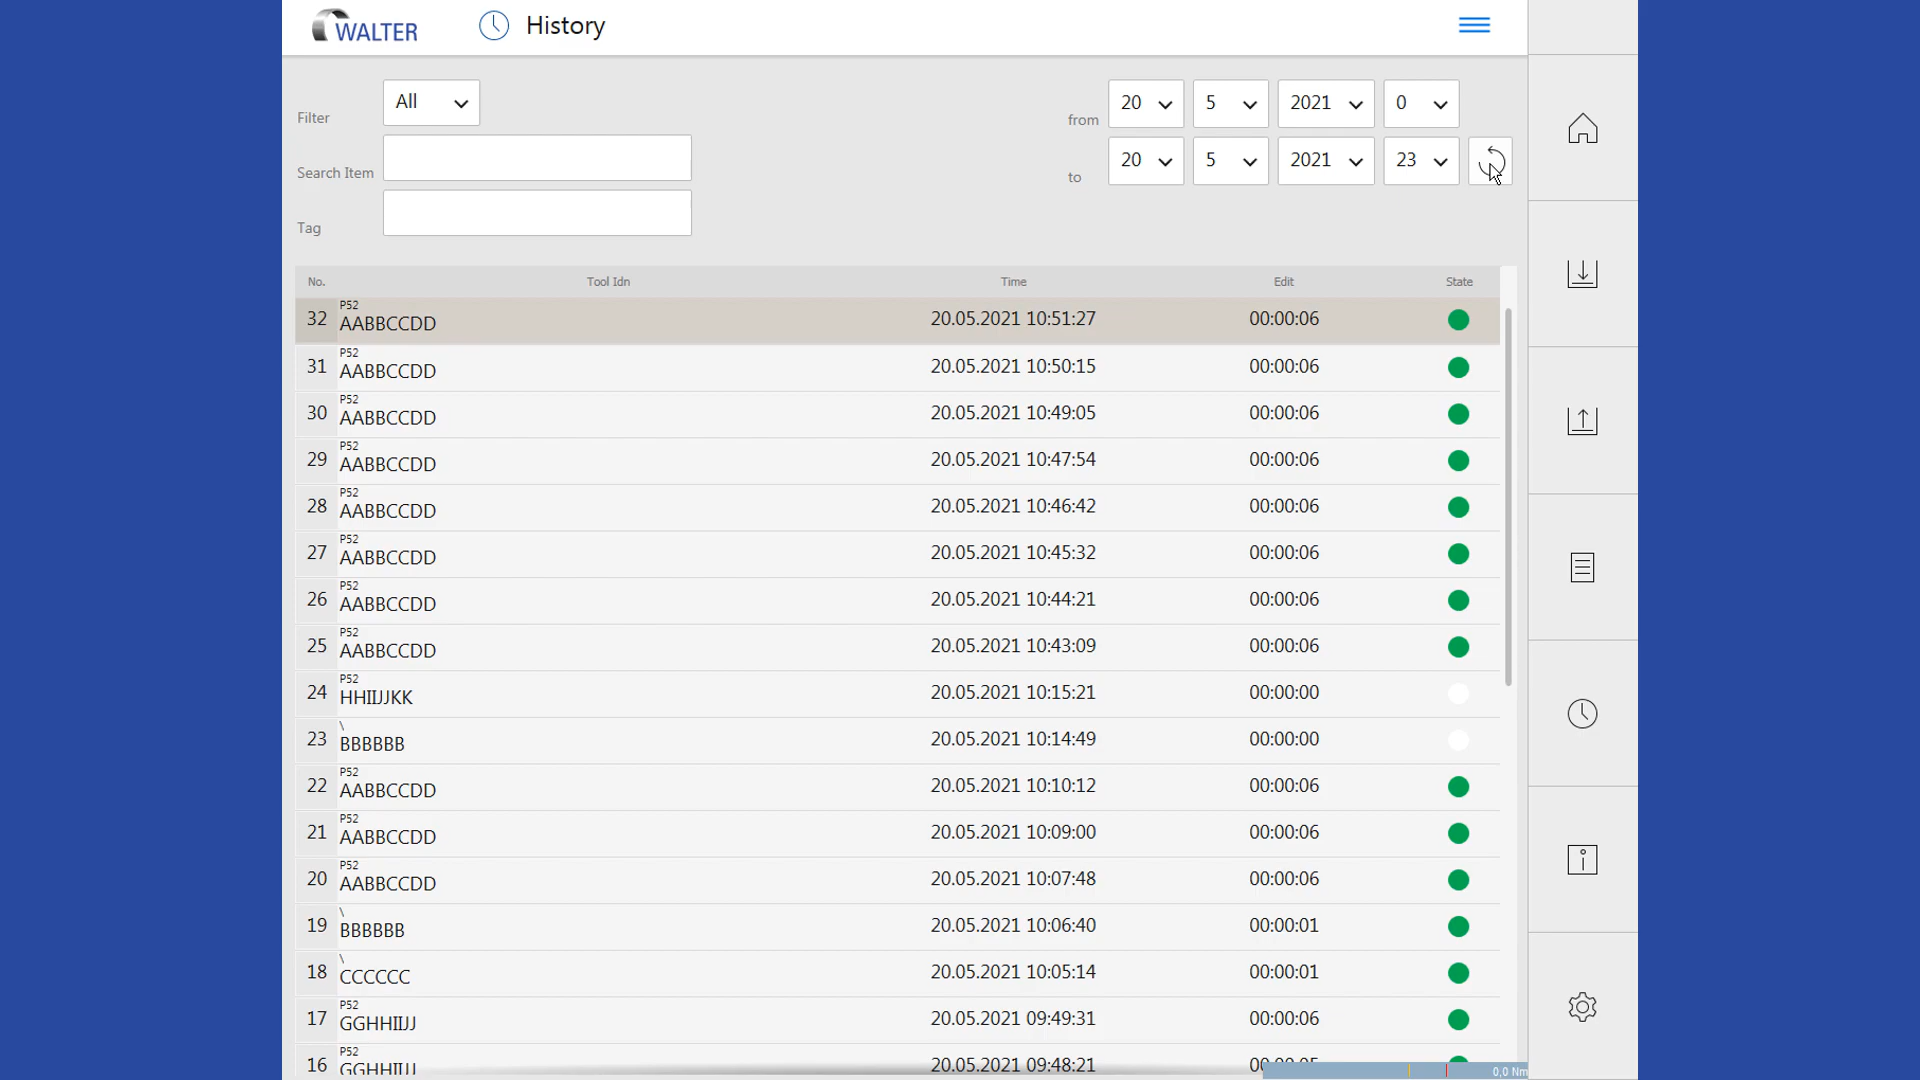 WALTER
History
Filter All
from 20 5 2021 0
Search Item
to 20 5 2021 23
Tag
No. Tool Idn Time Edit State
32 P52 AABBCCDD 20.05.2021 10:51:27 00:00:06
31 P52 AABBCCDD 20.05.2021 10:50:15 00:00:06
30 P52 AABBCCDD 20.05.2021 10:49:05 00:00:06
29 P52 AABBCCDD 20.05.2021 10:47:54 00:00:06
28 P52 AABBCCDD 20.05.2021 10:46:42 00:00:06
27 P52 AABBCCDD 20.05.2021 10:45:32 00:00:06
26 P52 AABBCCDD 20.05.2021 10:44:21 00:00:06
25 P52 AABBCCDD 20.05.2021 10:43:09 00:00:06
24 P52 HHIIJJKK 20.05.2021 10:15:21 00:00:00
23 \ BBBBBB 20.05.2021 10:14:49 00:00:00
22 P52 AABBCCDD 20.05.2021 10:10:12 00:00:06
21 P52 AABBCCDD 20.05.2021 10:09:00 00:00:06
20 P52 AABBCCDD 20.05.2021 10:07:48 00:00:06
19 \ BBBBBB 20.05.2021 10:06:40 00:00:01
18 \ CCCCCC 20.05.2021 10:05:14 00:00:01
17 P52 GGHHIIJJ 20.05.2021 09:49:31 00:00:06
16 P52 GGHHIIJJ 20.05.2021 09:48:21 00:00:05
0,0 Nm